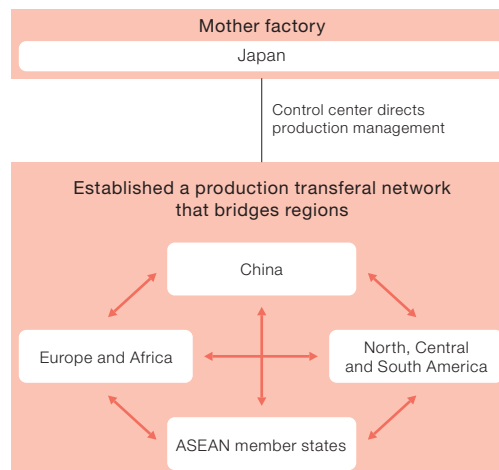 Mother factory
Japan
Control center directs
production management
Established a production transferal network
that bridges regions
China
Europe and Africa
North, Central
and South America
ASEAN member states